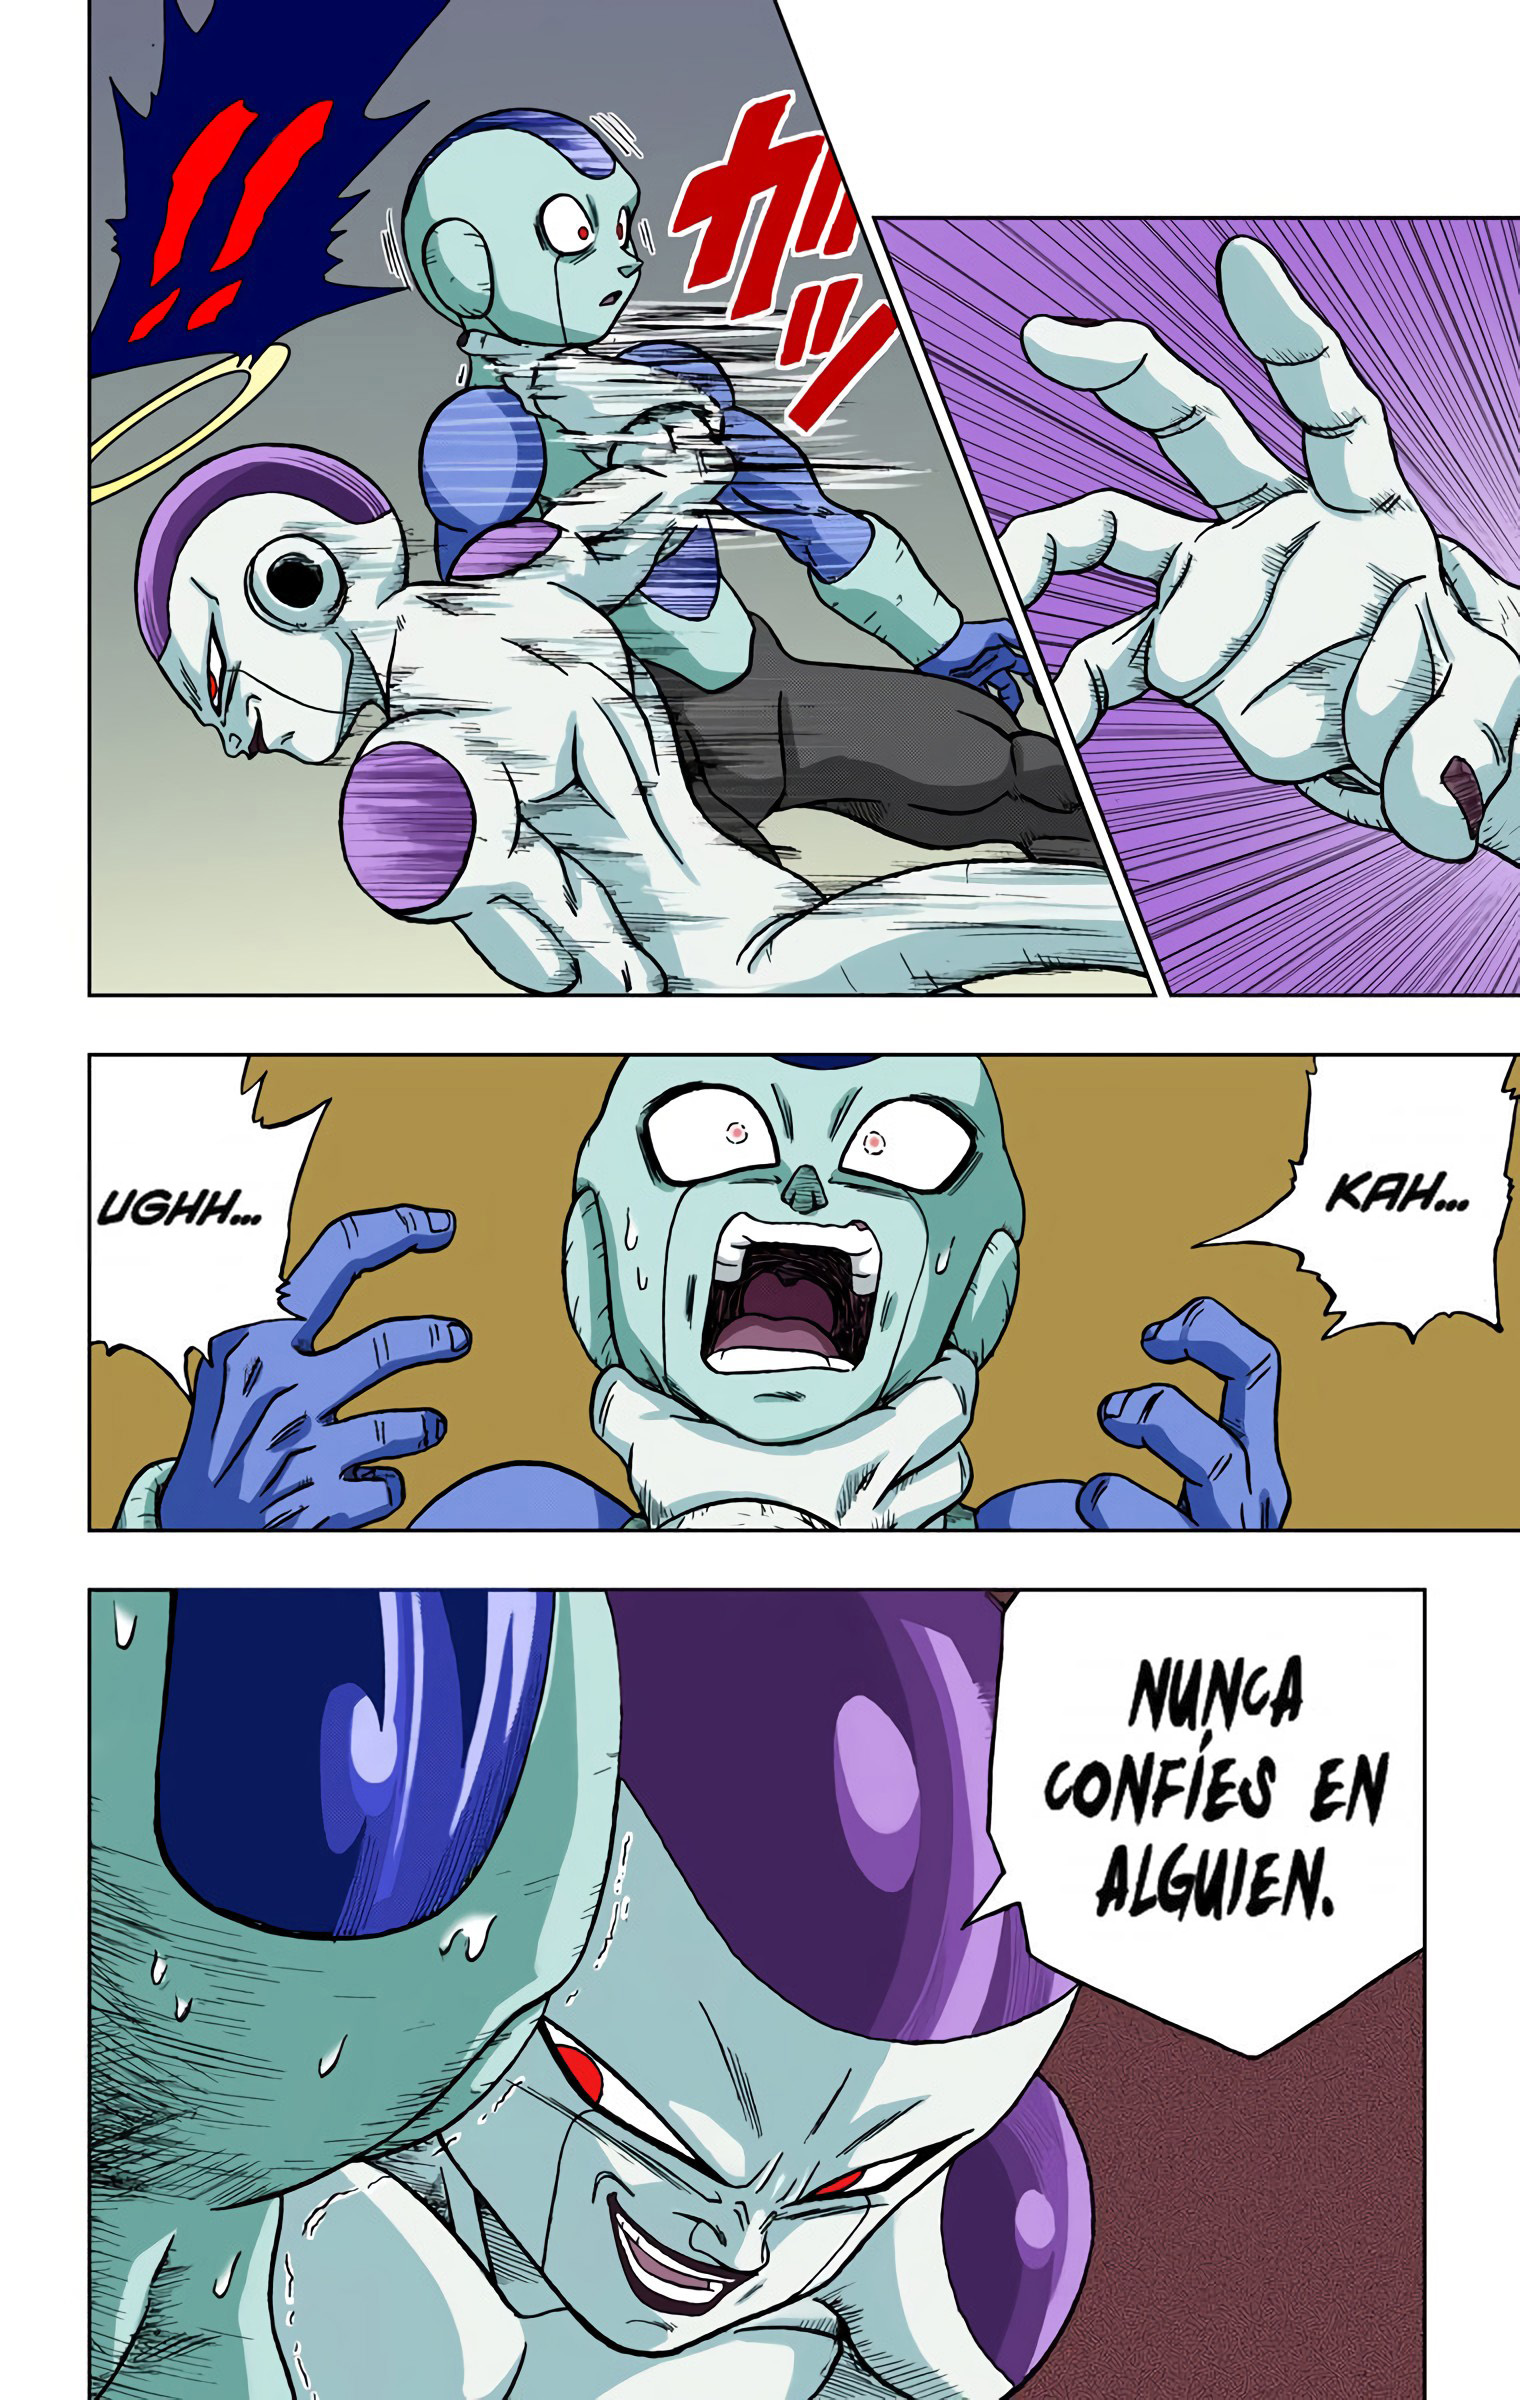 !!
ガッ
KAH...
UGHH...
NUNCA
CONFÍES EN
ALGUIEN.